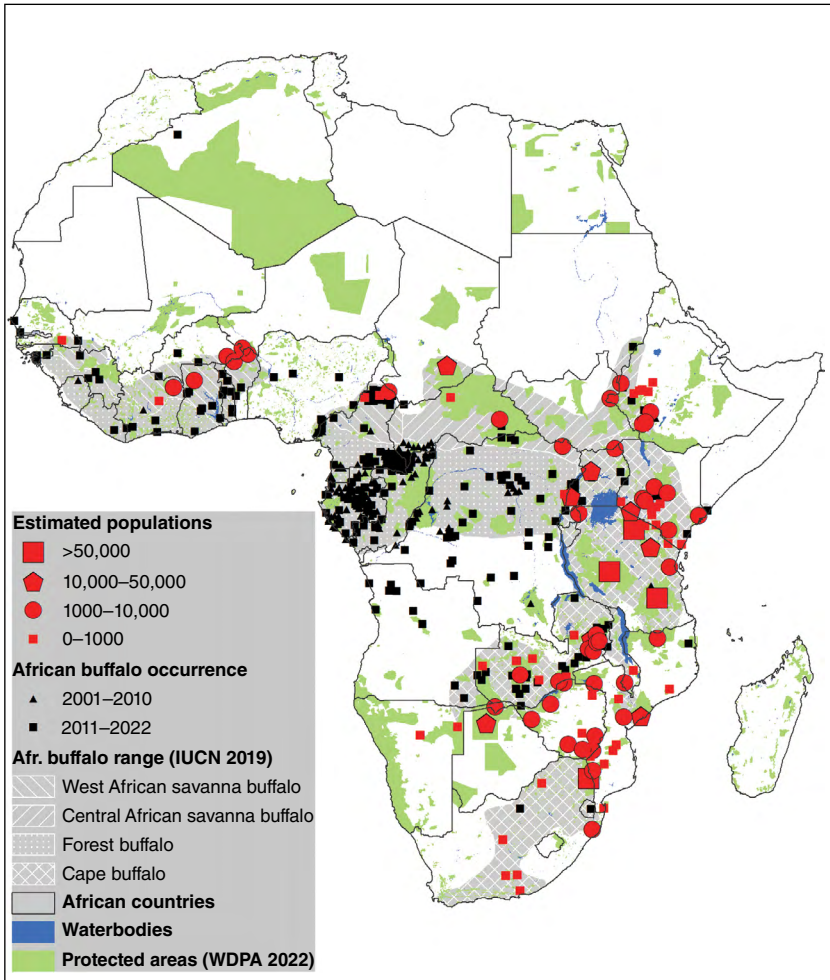 Estimated populations
>50,000
10,000–50,000
1000–10,000
0–1000
African buffalo occurrence
2001–2010
2011–2022
Afr. buffalo range (IUCN 2019)
West African savanna buffalo
Central African savanna buffalo
Forest buffalo
Cape buffalo
African countries
Waterbodies
Protected areas (WDPA 2022)